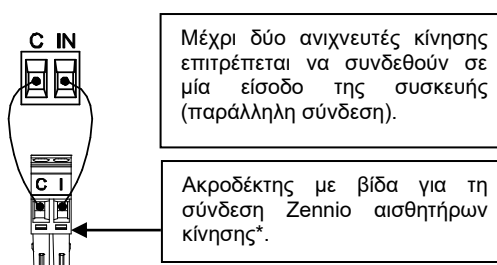 C IN
Μέχρι δύο ανιχνευτές κίνησης
επιτρέπεται να συνδεθούν σε
μία είσοδο της συσκευής
(παράλληλη σύνδεση).
C I
Ακροδέκτης με βίδα για τη
σύνδεση Zennio αισθητήρων
κίνησης*.